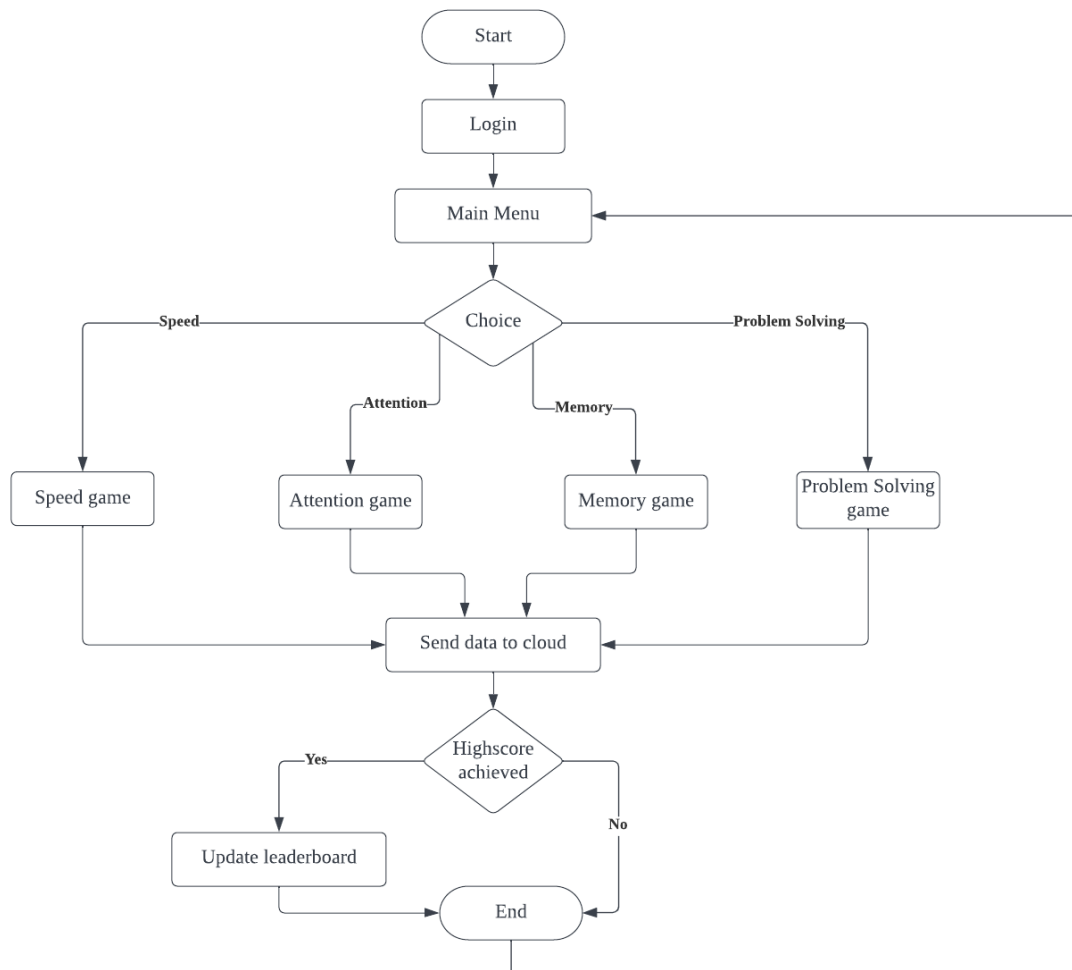 Start
Login
Main Menu
Choice
Speed
Problem Solving
Attention
Memory
Speed game
Attention game
Memory game
Problem Solving
game
Send data to cloud
Highscore
achieved
Yes
No
Update leaderboard
End